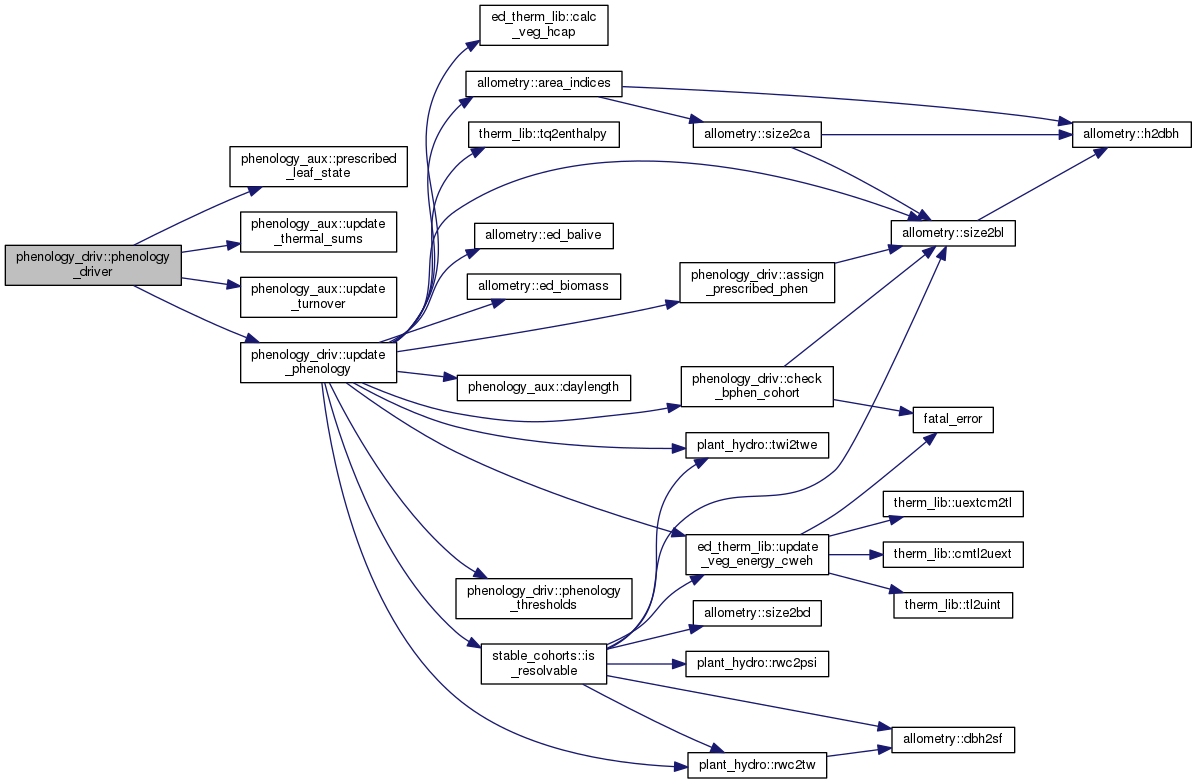 ed_therm_lib::calc
_veg_hcap
allometry::area_indices
therm_lib::tq2enthalpy
allometry::size2ca
allometry::h2dbh
phenology_aux::prescribed
_leaf_state
phenology_aux::update
_thermal_sums
allometry::ed_balive
allometry::size2bl
phenology_driv::phenology
_driver
phenology_aux::update
_turnover
allometry::ed_biomass
phenology_driv::assign
_prescribed_phen
phenology_driv::update
_phenology
phenology_aux::daylength
phenology_driv::check
_bphen_cohort
fatal_error
plant_hydro::twi2twe
therm_lib::uextcm2tl
ed_therm_lib::update
_veg_energy_cweh
therm_lib::cmtl2uext
phenology_driv::phenology
_thresholds
therm_lib::tl2uint
allometry::size2bd
stable_cohorts::is
_resolvable
plant_hydro::rwc2psi
allometry::dbh2sf
plant_hydro::rwc2tw